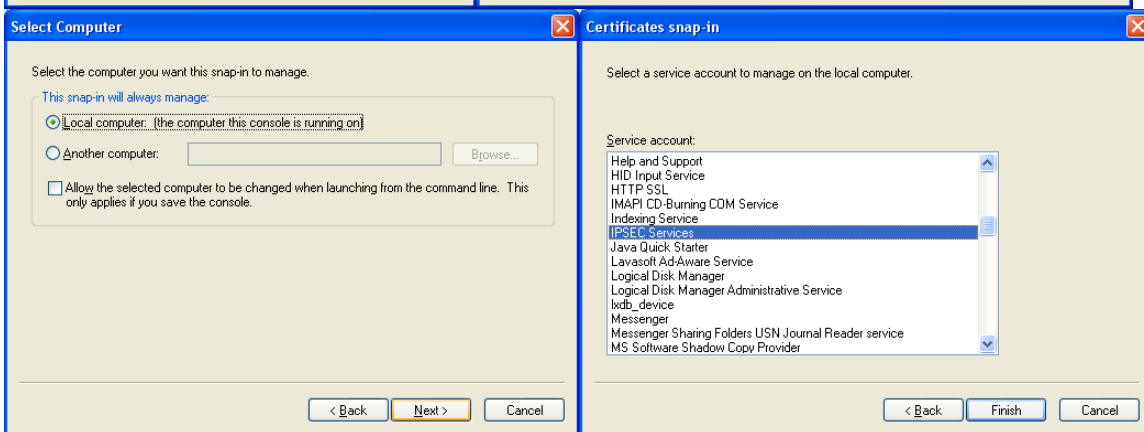 Select Computer
Select the computer you want this snap-in to manage.
This snap-in will always manage:
Local computer: (the computer this console is running on)
Another computer:
Browse...
Allow the selected computer to be changed when launching from the command line. This
only applies if you save the console.
< Back
Next >
Cancel
Certificates snap-in
Select a service account to manage on the local computer.
Service account:
Help and Support
HID Input Service
HTTP SSL
IMAPI CD-Burning COM Service
Indexing Service
IPSEC Services
Java Quick Starter
Lavasoft Ad-Aware Service
Logical Disk Manager
Logical Disk Manager Administrative Service
lxdb_device
Messenger
Messenger Sharing Folders USN Journal Reader service
MS Software Shadow Copy Provider
< Back
Finish
Cancel